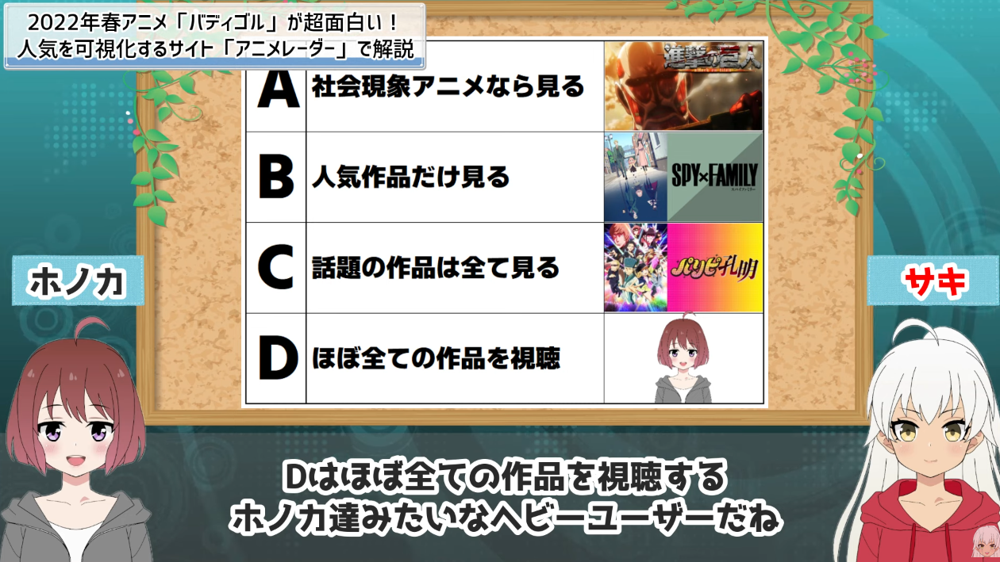 2022年春アニメ「バディゴル」が超面白い！
人気を可視化するサイト「アニメレーダー」で解説
A 社会現象アニメなら見る
進撃の巨人
B 人気作品だけ見る
SPY×FAMILY
C 話題の作品は全て見る
パリピ孔明
D ほぼ全ての作品を視聴
ホノカ
サキ
Dはほぼ全ての作品を視聴する
ホノカ達みたいなヘビーユーザーだね